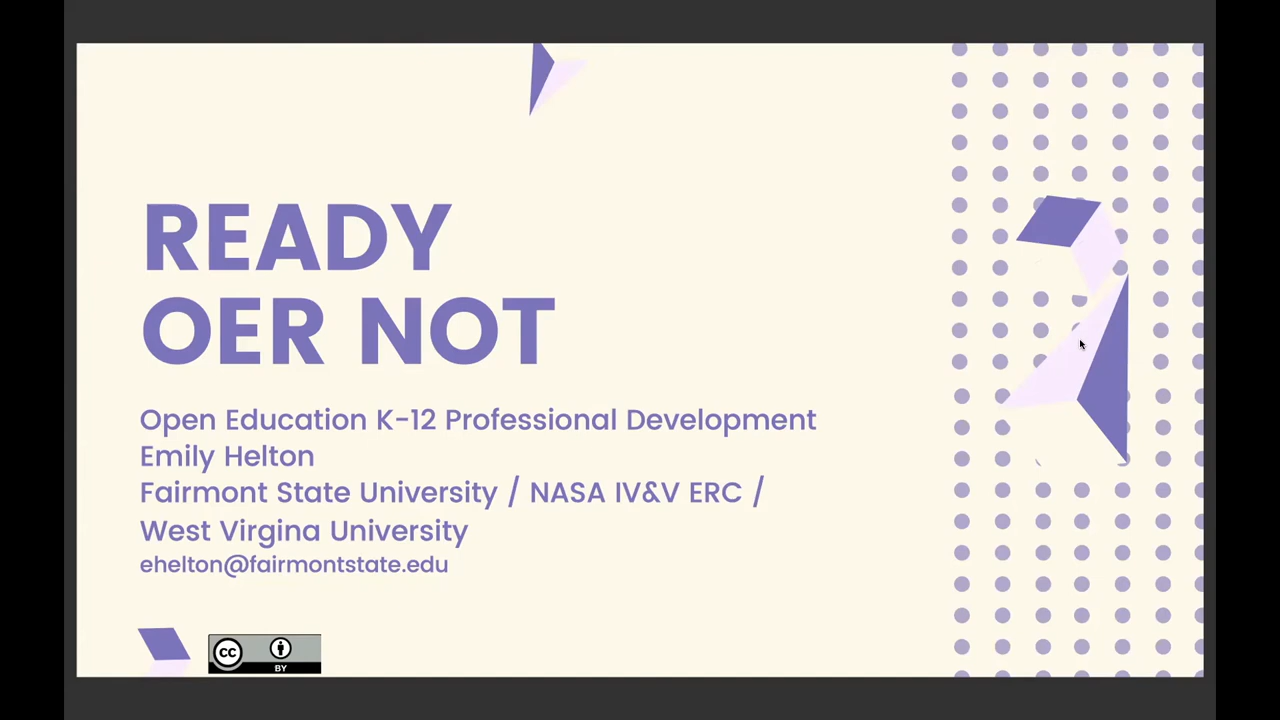 READY
OER NOT
Open Education K-12 Professional Development
Emily Helton
Fairmont State University / NASA IV&V ERC /
West Virgina University
ehelton@fairmontstate.edu
cc
BY